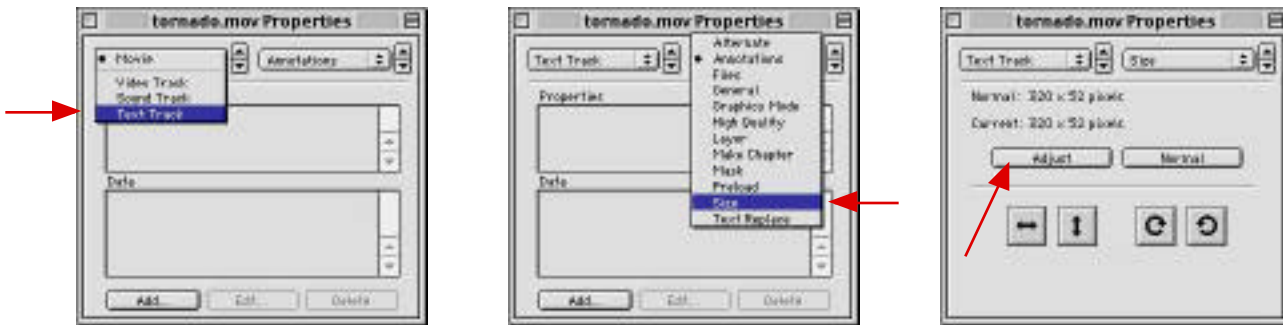 tornado.mov Properties
Movie
Annotations
Video Track
Sound Track
Text Track
Data
Add...
Edit...
Delete
tornado.mov Properties
Text Track
Alternate
Annotations
Files
General
Graphics Mode
High Quality
Layer
Make Chapter
Mask
Preload
Size
Text Replace
Properties
Data
Add...
Edit...
Delete
tornado.mov Properties
Text Track
Size
Normal: 320 x 52 pixels
Current: 320 x 52 pixels
Adjust
Normal